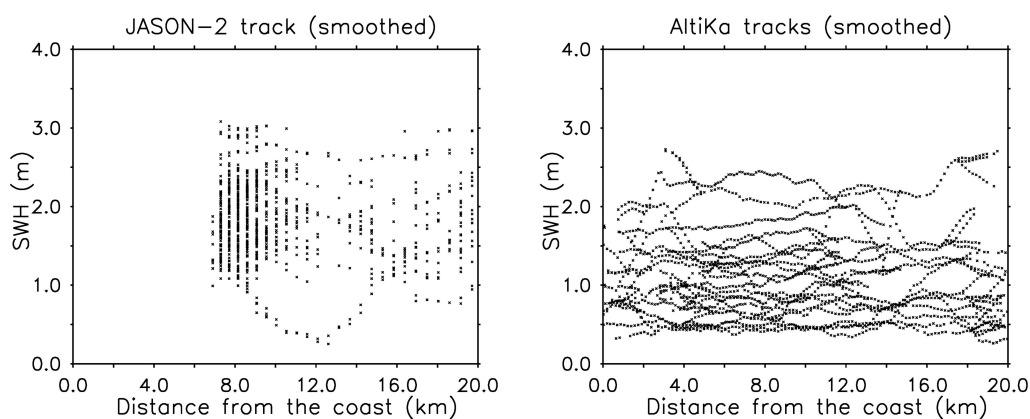 JASON-2 track (smoothed)
4.0
3.0
2.0
1.0
0.0
SWH (m)
0.0 4.0 8.0 12.0 16.0 20.0
Distance from the coast (km)
AltiKa tracks (smoothed)
4.0
3.0
2.0
1.0
0.0
SWH (m)
0.0 4.0 8.0 12.0 16.0 20.0
Distance from the coast (km)